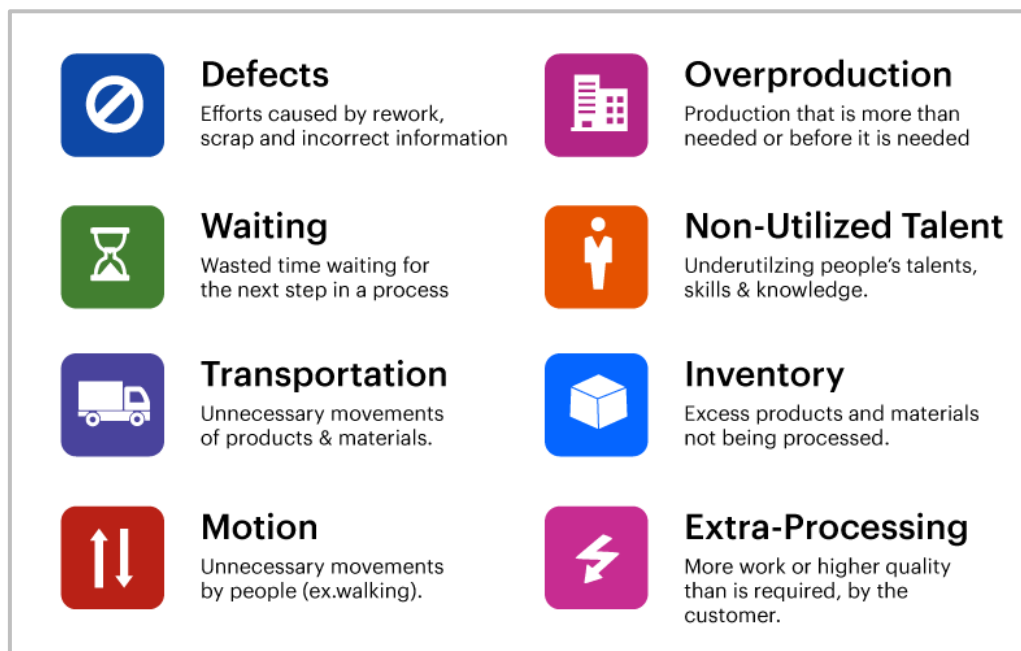 Defects
Efforts caused by rework,
scrap and incorrect information
Overproduction
Production that is more than
needed or before it is needed
Waiting
Wasted time waiting for
the next step in a process
Non-Utilized Talent
Underutilzing people’s talents,
skills & knowledge.
Transportation
Unnecessary movements
of products & materials.
Inventory
Excess products and materials
not being processed.
Motion
Unnecessary movements
by people (ex.walking).
Extra-Processing
More work or higher quality
than is required, by the
customer.